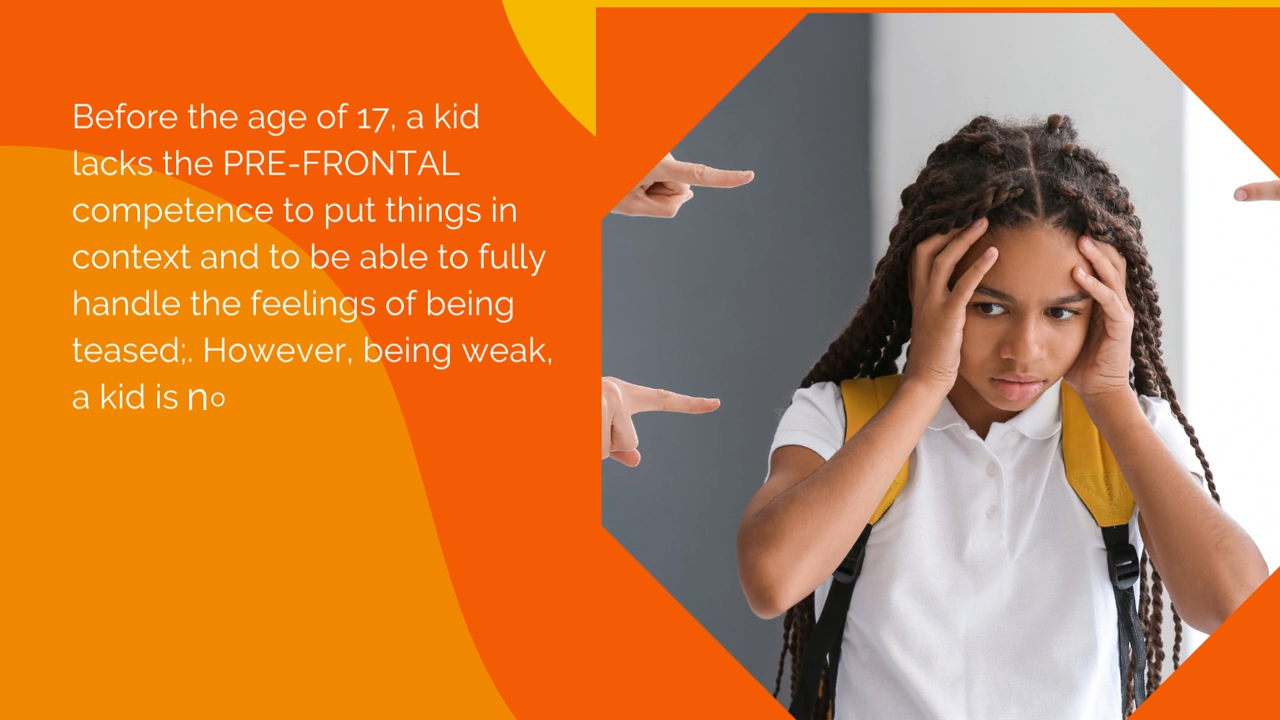 Before the age of 17, a kid
lacks the PRE-FRONTAL
competence to put things in
context and to be able to fully
handle the feelings of being
teased;. However, being weak,
a kid is no